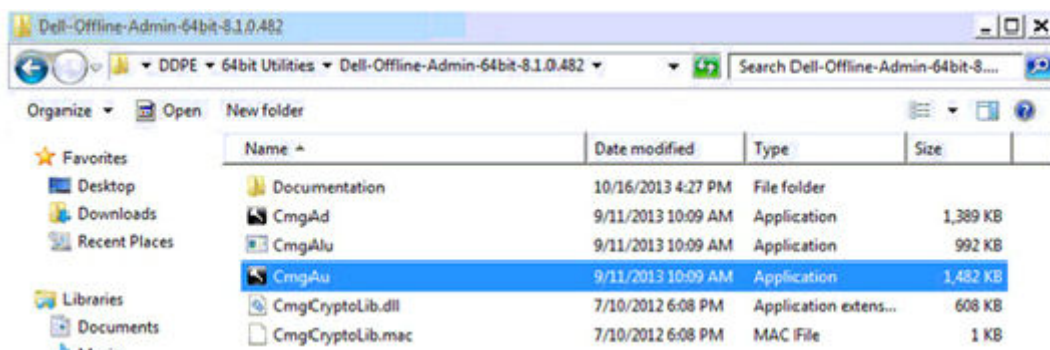 Dell-Offline-Admin-64bit-8.1.0.482
DDPE 64bit Utilities Dell-Offline-Admin-64bit-8.1.0.482 Search Dell-Offline-Admin-64bit-8....
Organize Open New folder
Favorites
Desktop
Downloads
Recent Places
Libraries
Documents
Name Date modified Type Size
Documentation 10/16/2013 4:27 PM File folder
CmgAd 9/11/2013 10:09 AM Application 1,389 KB
CmgAlu 9/11/2013 10:09 AM Application 992 KB
CmgAu 9/11/2013 10:09 AM Application 1,482 KB
CmgCryptoLib.dll 7/10/2012 6:08 PM Application extens... 608 KB
CmgCryptoLib.mac 7/10/2012 6:08 PM MAC File 1 KB